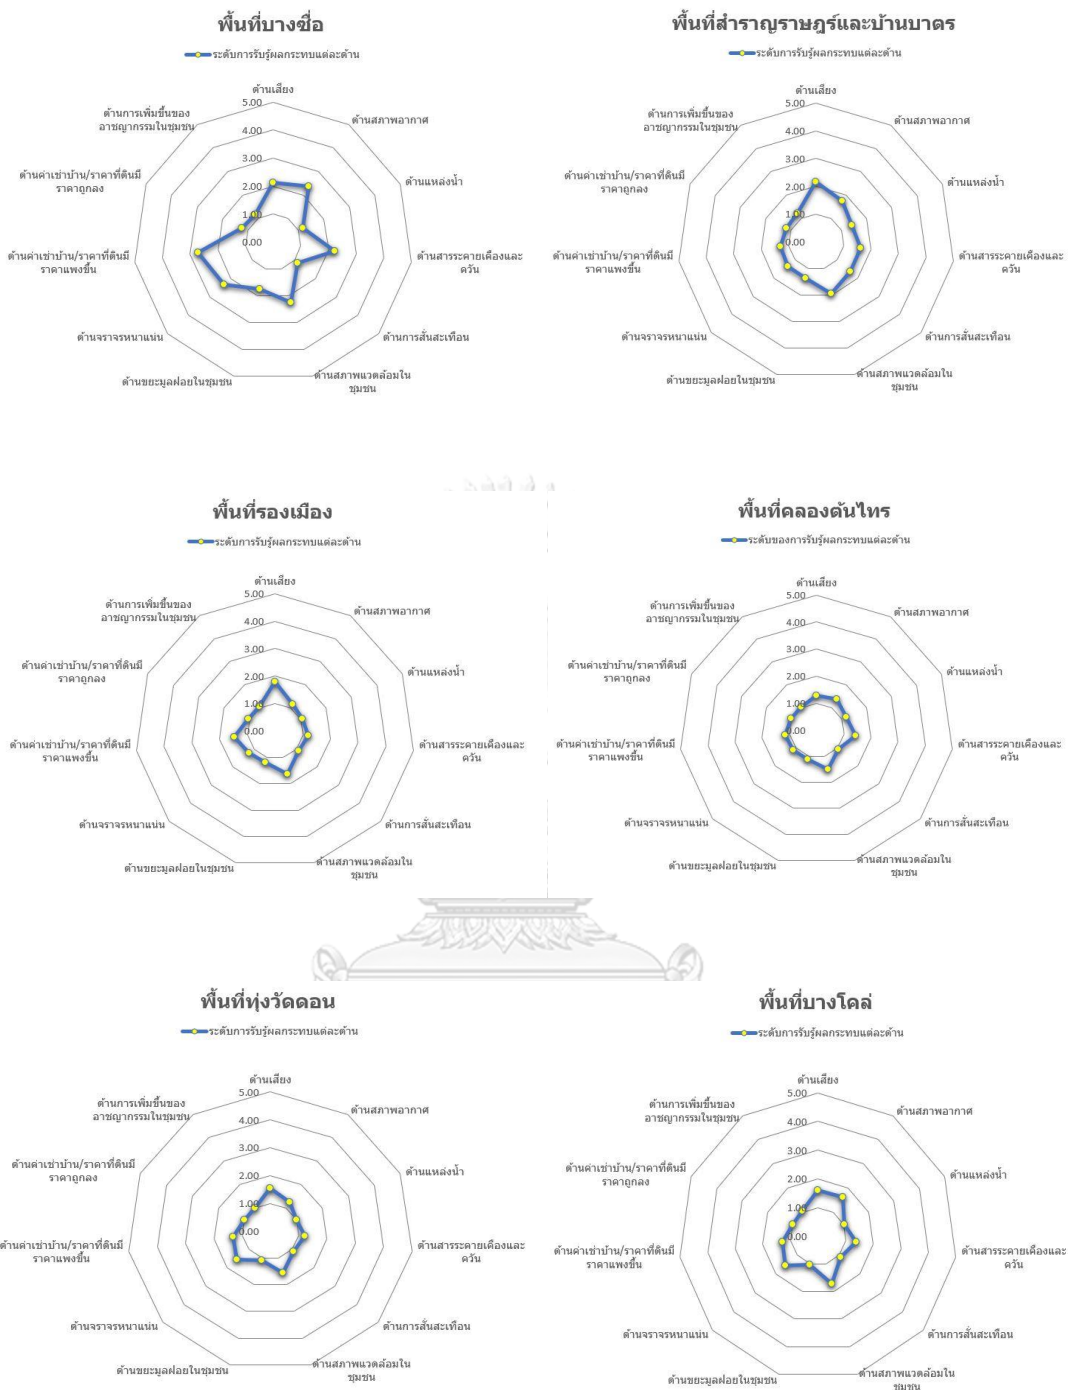 พื้นที่บางซื่อ
ระดับการรับรู้ผลกระทบแต่ละด้าน
ด้านเสียง
5.00
4.00
3.00
2.00
1.00
0.00
ด้านสภาพอากาศ
ด้านแหล่งน้ำ
ด้านสารระคายเคืองและ
ควัน
ด้านการสั่นสะเทือน
ด้านสภาพแวดล้อมใน
ชุมชน
ด้านขยะมูลฝอยในชุมชน
ด้านจราจรหนาแน่น
ด้านค่าเช่าบ้าน/ราคาที่ดินมี
ราคาแพงขึ้น
ด้านค่าเช่าบ้าน/ราคาที่ดินมี
ราคาถูกลง
ด้านการเพิ่มขึ้นของ
อาชญากรรมในชุมชน
พื้นที่สำราญราษฎร์และบ้านบาตร
ระดับการรับรู้ผลกระทบแต่ละด้าน
ด้านเสียง
5.00
4.00
3.00
2.00
1.00
0.00
ด้านสภาพอากาศ
ด้านแหล่งน้ำ
ด้านสารระคายเคืองและ
ควัน
ด้านการสั่นสะเทือน
ด้านสภาพแวดล้อมใน
ชุมชน
ด้านขยะมูลฝอยในชุมชน
ด้านจราจรหนาแน่น
ด้านค่าเช่าบ้าน/ราคาที่ดินมี
ราคาแพงขึ้น
ด้านค่าเช่าบ้าน/ราคาที่ดินมี
ราคาถูกลง
ด้านการเพิ่มขึ้นของ
อาชญากรรมในชุมชน
พื้นที่รองเมือง
ระดับการรับรู้ผลกระทบแต่ละด้าน
ด้านเสียง
5.00
4.00
3.00
2.00
1.00
0.00
ด้านสภาพอากาศ
ด้านแหล่งน้ำ
ด้านสารระคายเคืองและ
ควัน
ด้านการสั่นสะเทือน
ด้านสภาพแวดล้อมใน
ชุมชน
ด้านขยะมูลฝอยในชุมชน
ด้านจราจรหนาแน่น
ด้านค่าเช่าบ้าน/ราคาที่ดินมี
ราคาแพงขึ้น
ด้านค่าเช่าบ้าน/ราคาที่ดินมี
ราคาถูกลง
ด้านการเพิ่มขึ้นของ
อาชญากรรมในชุมชน
พื้นที่คลองต้นไทร
ระดับของการรับรู้ผลกระทบแต่ละด้าน
ด้านเสียง
5.00
4.00
3.00
2.00
1.00
0.00
ด้านสภาพอากาศ
ด้านแหล่งน้ำ
ด้านสารระคายเคืองและ
ควัน
ด้านการสั่นสะเทือน
ด้านสภาพแวดล้อมใน
ชุมชน
ด้านขยะมูลฝอยในชุมชน
ด้านจราจรหนาแน่น
ด้านค่าเช่าบ้าน/ราคาที่ดินมี
ราคาแพงขึ้น
ด้านค่าเช่าบ้าน/ราคาที่ดินมี
ราคาถูกลง
ด้านการเพิ่มขึ้นของ
อาชญากรรมในชุมชน
พื้นที่ทุ่งวัดดอน
ระดับการรับรู้ผลกระทบแต่ละด้าน
ด้านเสียง
5.00
4.00
3.00
2.00
1.00
0.00
ด้านสภาพอากาศ
ด้านแหล่งน้ำ
ด้านสารระคายเคืองและ
ควัน
ด้านการสั่นสะเทือน
ด้านสภาพแวดล้อมใน
ชุมชน
ด้านขยะมูลฝอยในชุมชน
ด้านจราจรหนาแน่น
ด้านค่าเช่าบ้าน/ราคาที่ดินมี
ราคาแพงขึ้น
ด้านค่าเช่าบ้าน/ราคาที่ดินมี
ราคาถูกลง
ด้านการเพิ่มขึ้นของ
อาชญากรรมในชุมชน
พื้นที่บางโคล่
ระดับการรับรู้ผลกระทบแต่ละด้าน
ด้านเสียง
5.00
4.00
3.00
2.00
1.00
0.00
ด้านสภาพอากาศ
ด้านแหล่งน้ำ
ด้านสารระคายเคืองและ
ควัน
ด้านการสั่นสะเทือน
ด้านสภาพแวดล้อมใน
ชุมชน
ด้านขยะมูลฝอยในชุมชน
ด้านจราจรหนาแน่น
ด้านค่าเช่าบ้าน/ราคาที่ดินมี
ราคาแพงขึ้น
ด้านค่าเช่าบ้าน/ราคาที่ดินมี
ราคาถูกลง
ด้านการเพิ่มขึ้นของ
อาชญากรรมในชุมชน